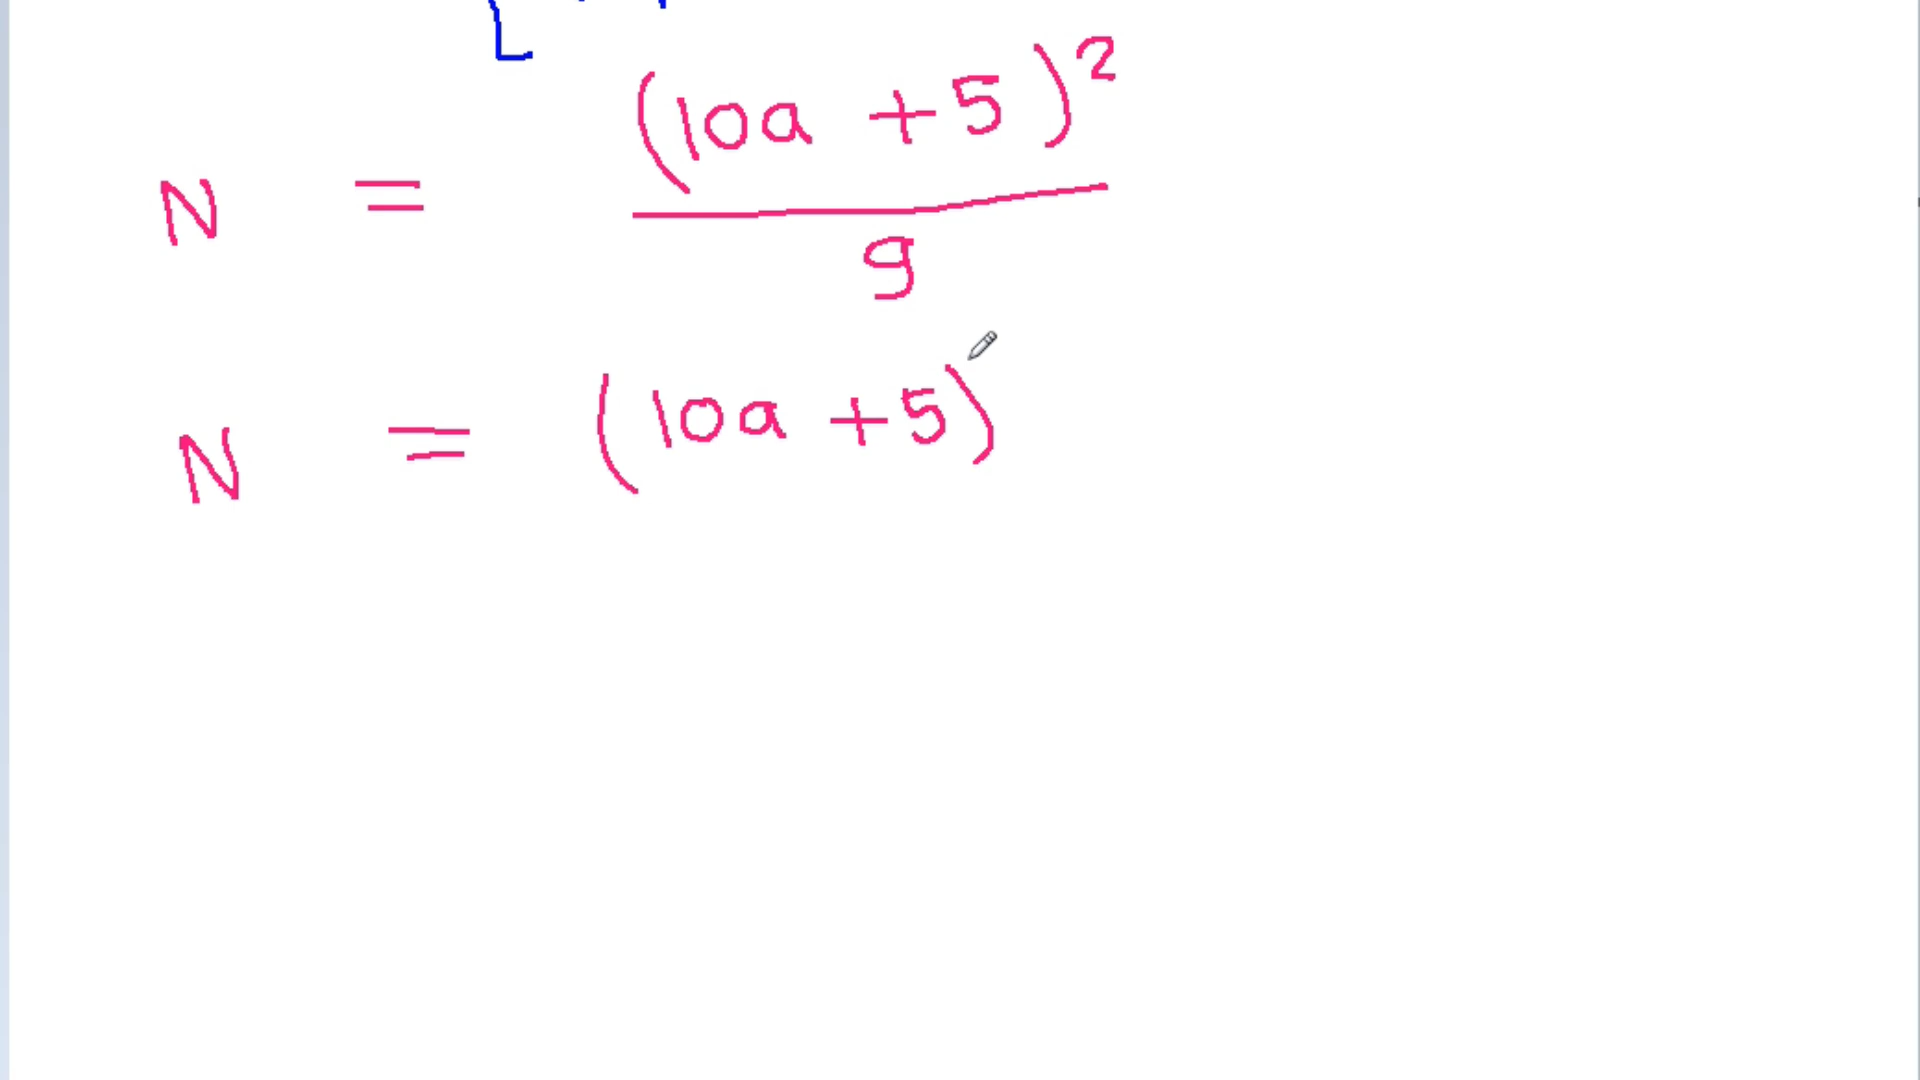 N = (10a + 5)² / 9
N = (10a + 5)